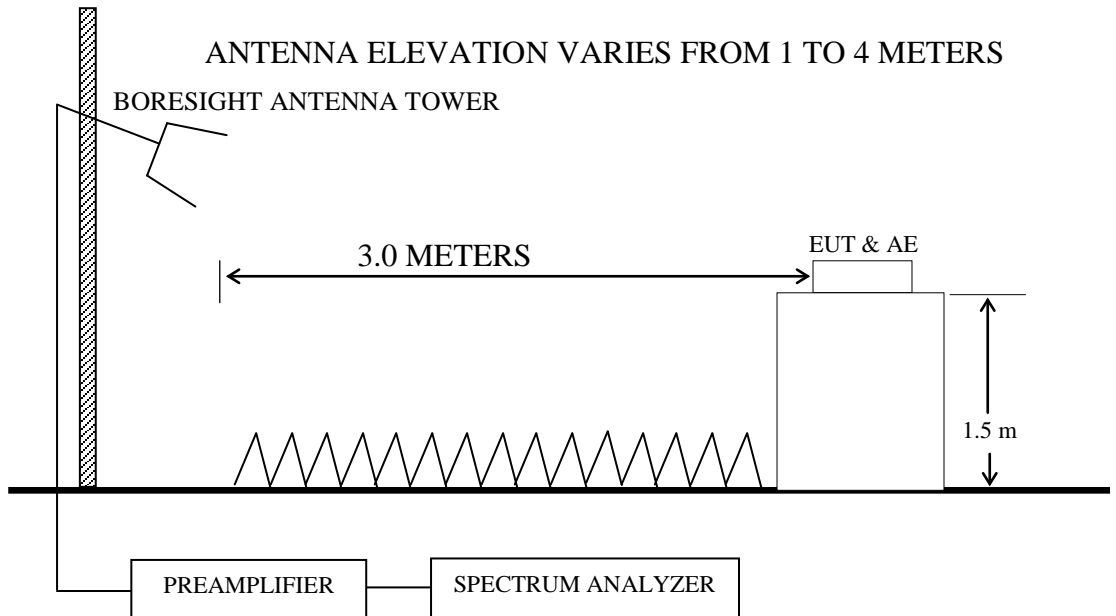 ANTENNA ELEVATION VARIES FROM 1 TO 4 METERS
BORESIGHT ANTENNA TOWER
EUT & AE
3.0 METERS
1.5 m
PREAMPLIFIER
SPECTRUM ANALYZER